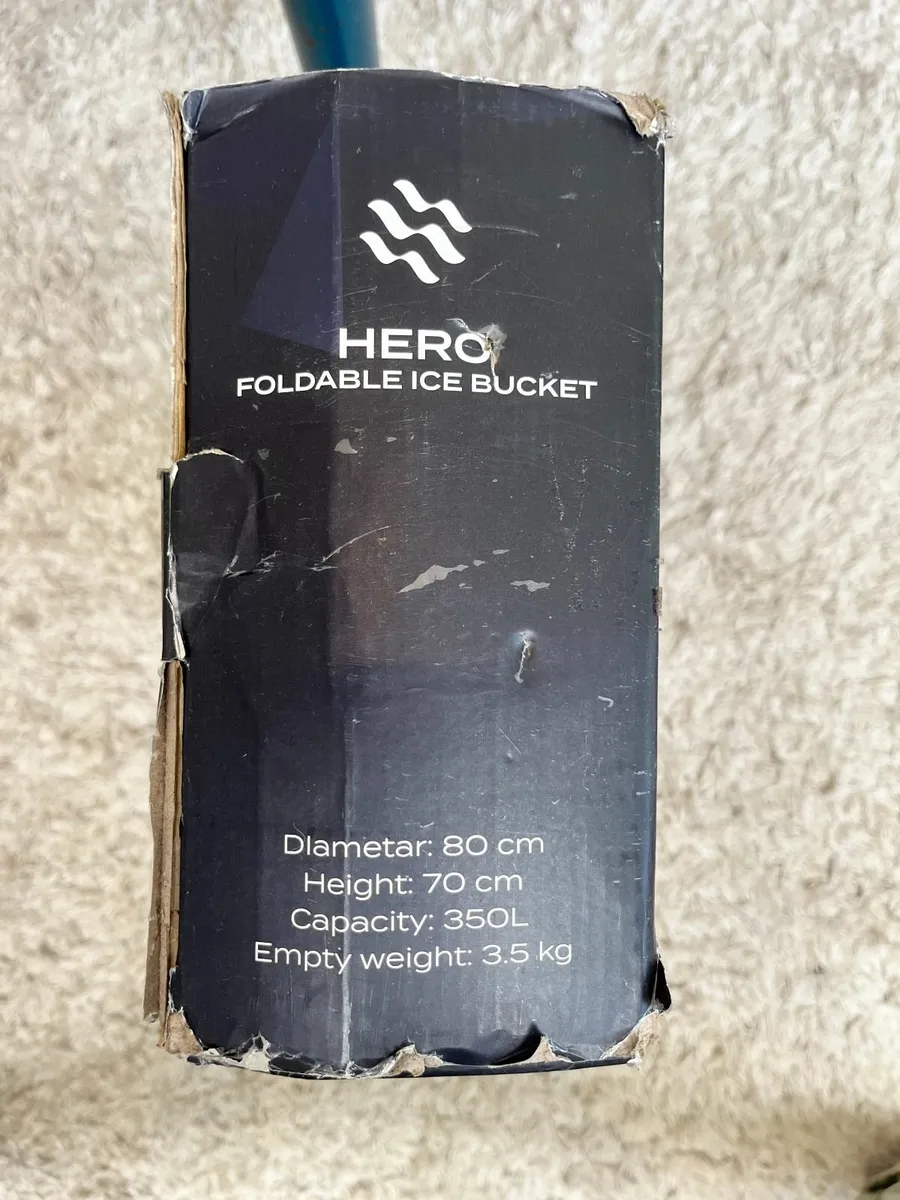 HERO
FOLDABLE ICE BUCKET
Diametar: 80 cm
Height: 70 cm
Capacity: 350L
Empty weight: 3.5 kg